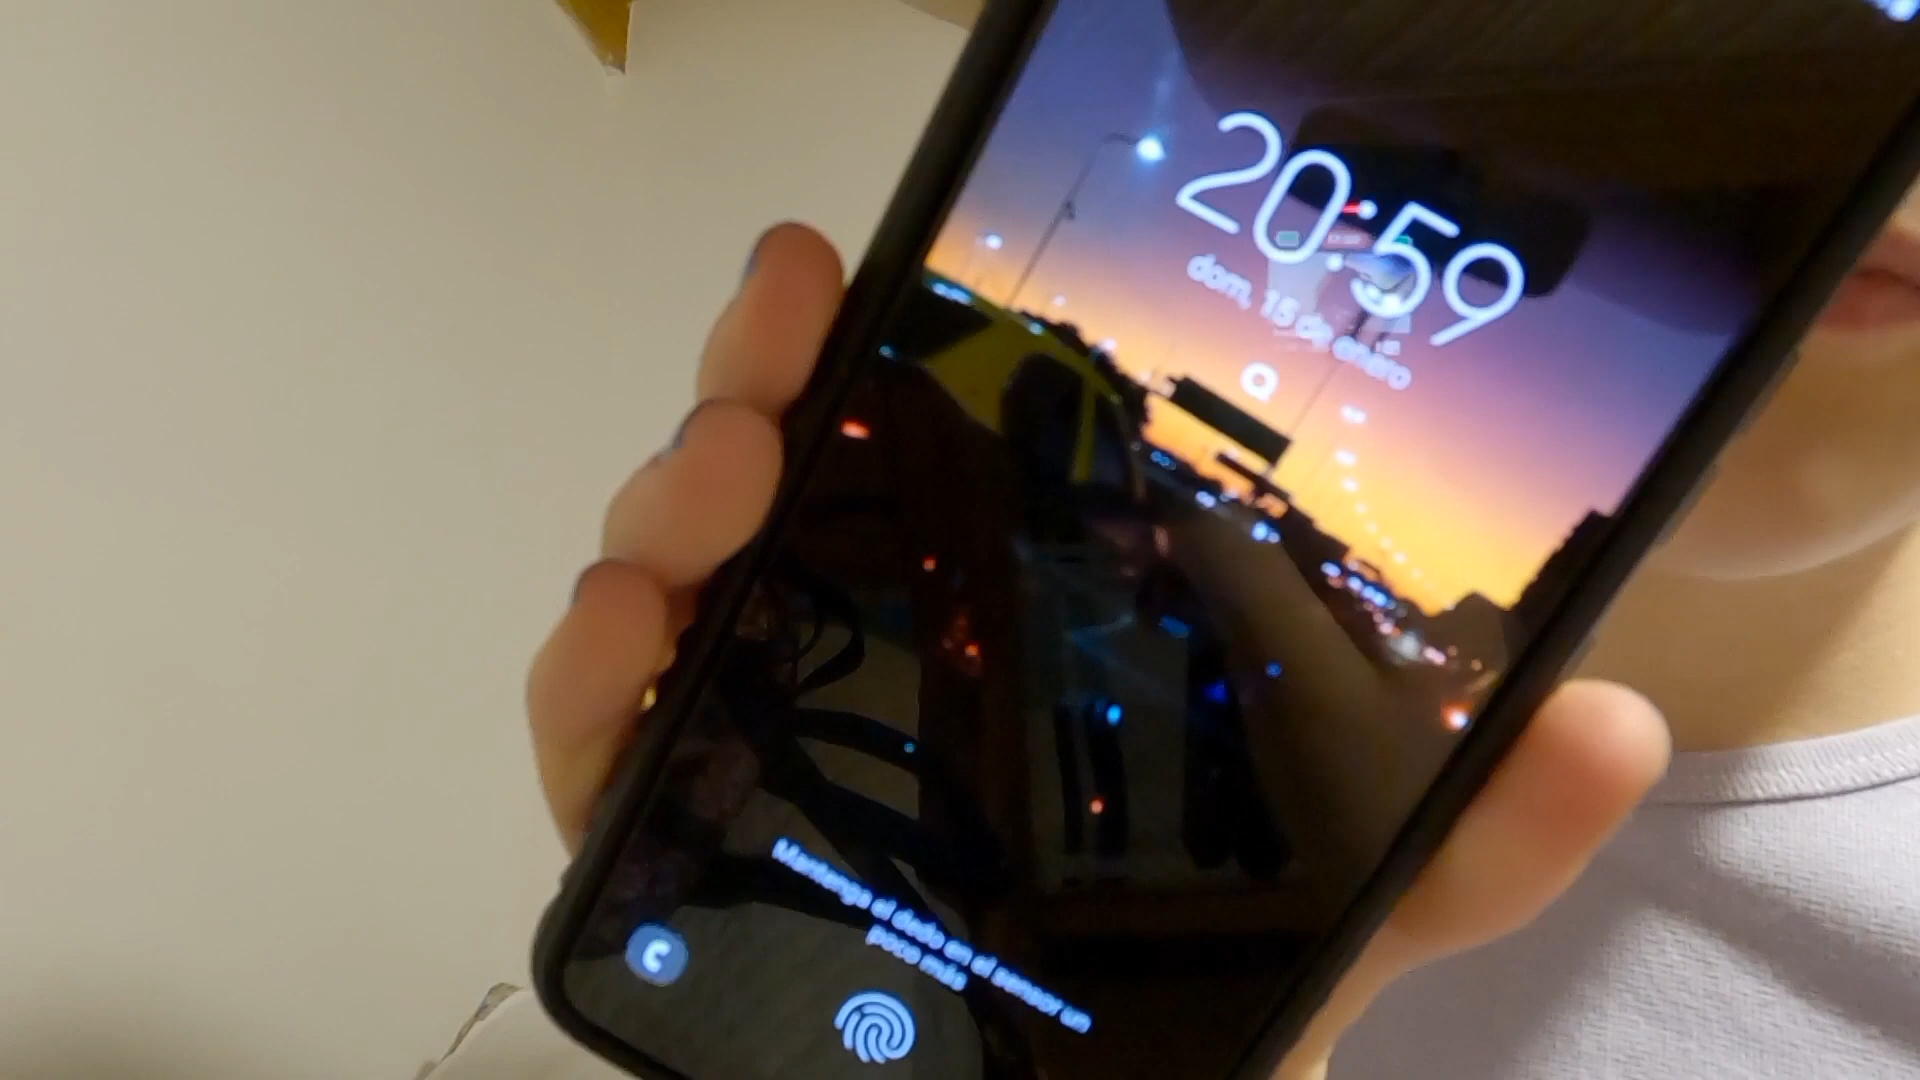 20:59
dom, 15 de enero
Mantenga el dedo en el sensor un
poco más